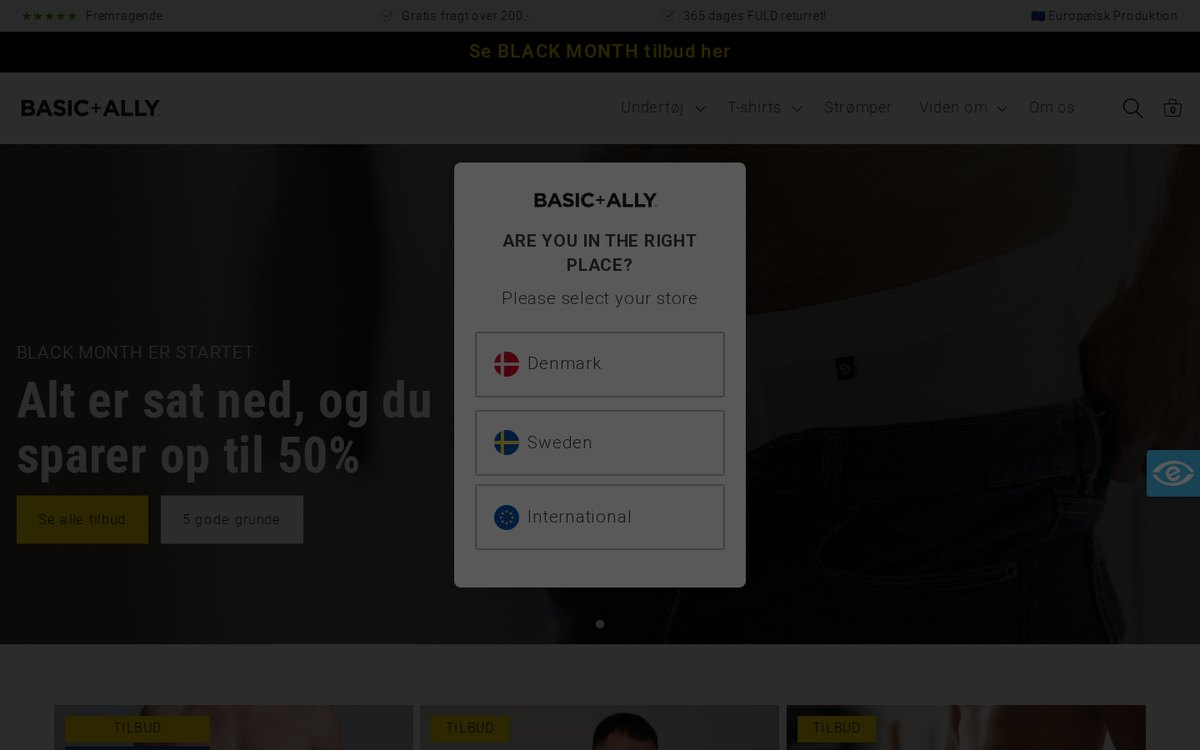 ★★★★★ Fremragende
Gratis fragt over 200,-
365 dages FULD returret!
🇪🇺 Europæisk Produktion
Se BLACK MONTH tilbud her
BASIC+ALLY
Undertøj
T-shirts
Strømper
Viden om
Om os
0
BASIC+ALLY
ARE YOU IN THE RIGHT
PLACE?
Please select your store
Denmark
Sweden
International
BLACK MONTH ER STARTET
Alt er sat ned, og du
sparer op til 50%
Se alle tilbud
5 gode grunde
B
e
TILBUD
TILBUD
TILBUD